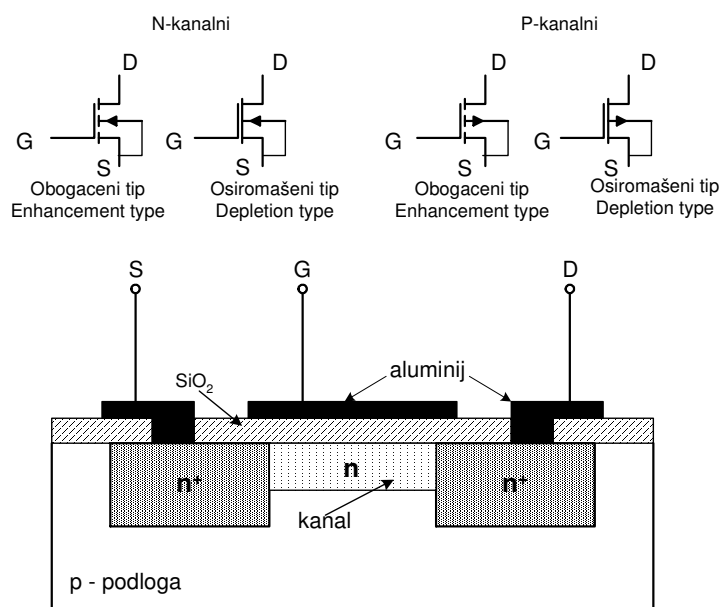 N-kanalni
P-kanalni
D
D
D
D
G
G
G
G
S
S
S
S
Obogaceni tip
Enhancement type
Osiromašeni tip
Depletion type
Obogaceni tip
Enhancement type
Osiromašeni tip
Depletion type
S
G
D
SiO₂
aluminij
n⁺
n
n⁺
kanal
p - podloga